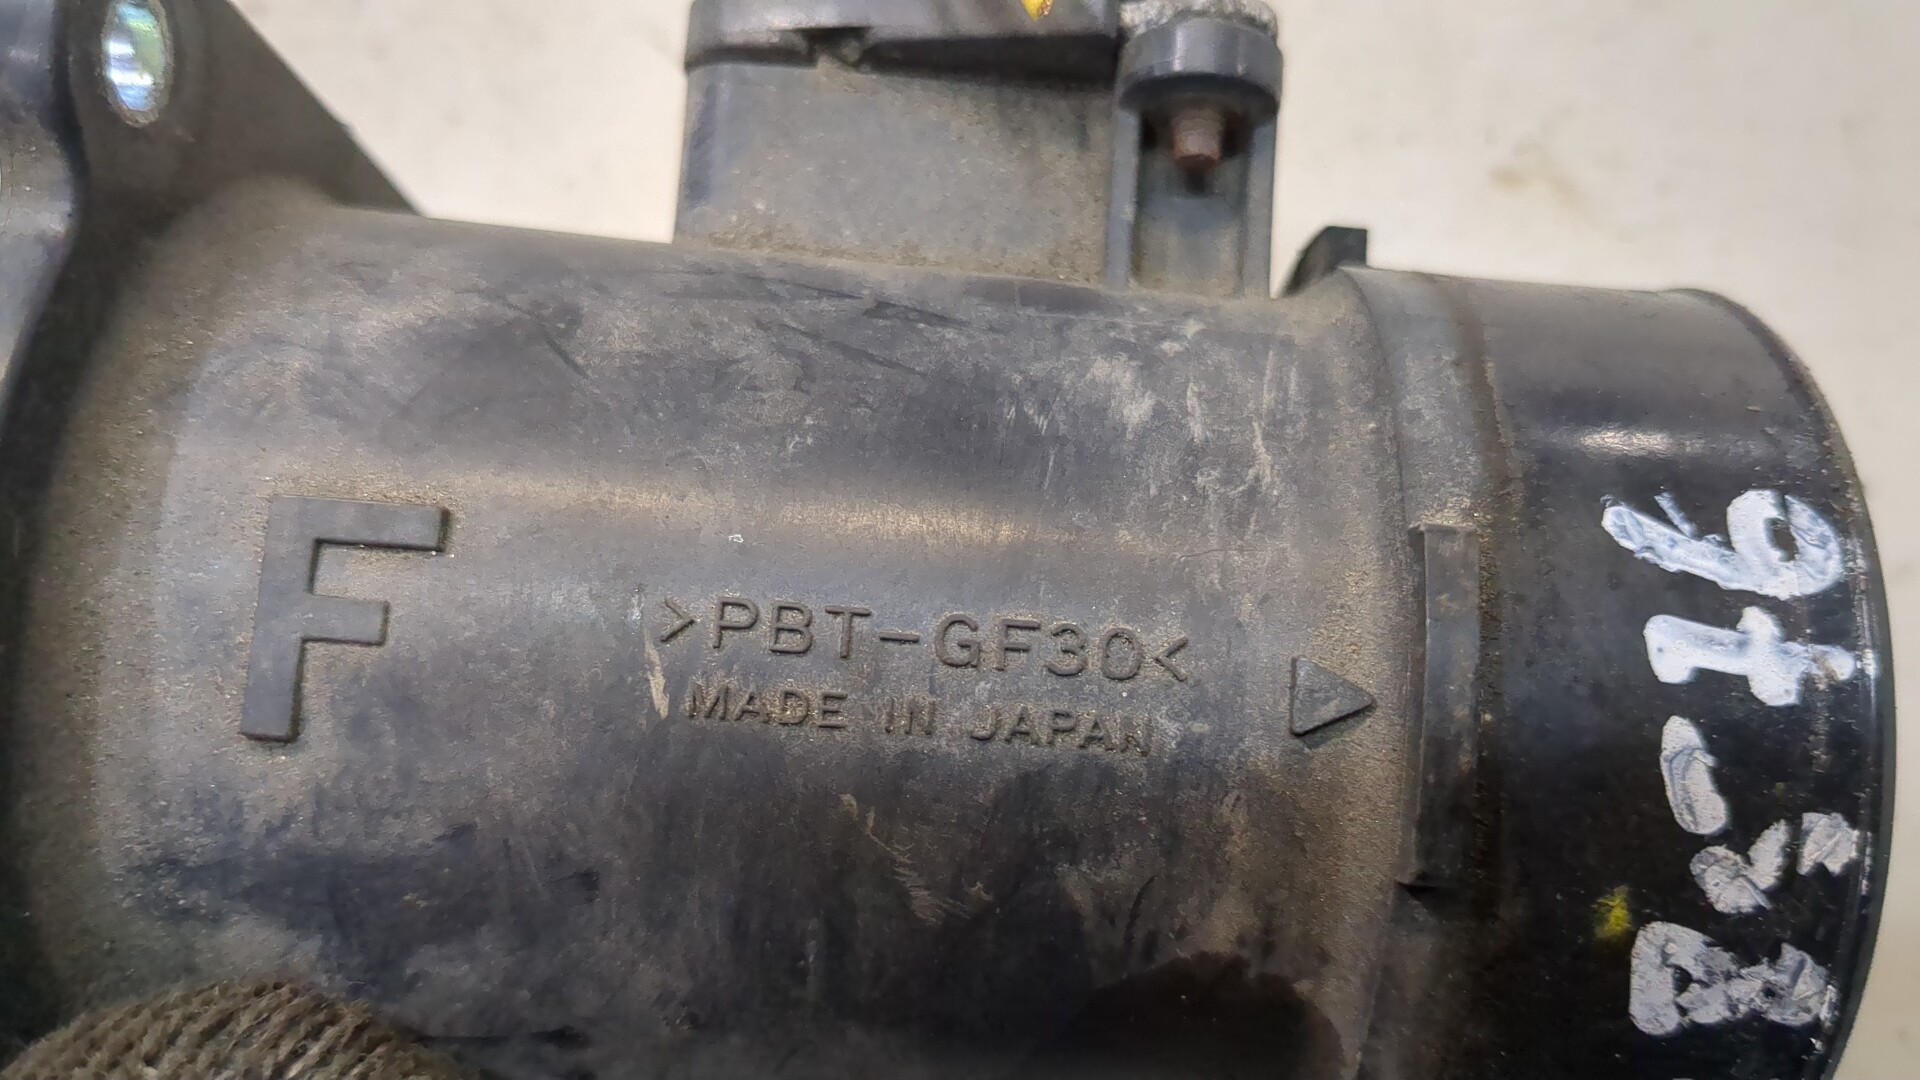 F
>PBT-GF30<
MADE IN JAPAN